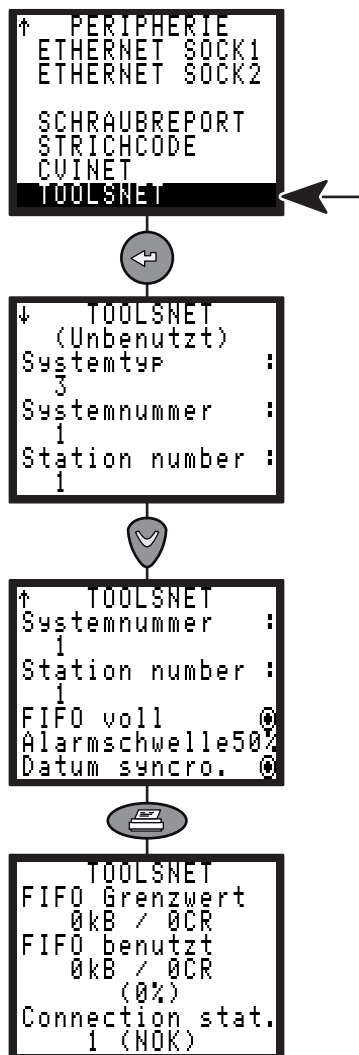 ↑ PERIPHERIE
ETHERNET SOCK1
ETHERNET SOCK2
SCHRAUBREPORT
STRICHCODE
CVINET
TOOLSNET
↓ TOOLSNET
(Unbenutzt)
Systemtyp :
3
Systemnummer :
1
Station number :
1
↑ TOOLSNET
Systemnummer :
1
Station number :
1
FIFO voll
Alarmschwelle50%
Datum syncro.
TOOLSNET
FIFO Grenzwert
0kB / 0CR
FIFO benutzt
0kB / 0CR
(0%)
Connection stat.
1 (NOK)